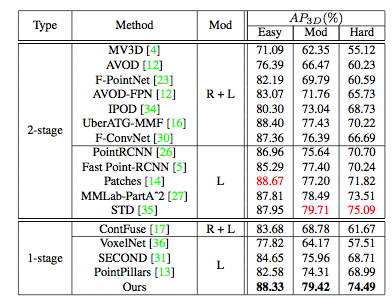 Type Method Mod AP3D(%)
Easy Mod Hard
MV3D [4] 71.09 62.35 55.12
AVOD [12] 76.39 66.47 60.23
F-PointNet [23] 82.19 69.79 60.59
AVOD-FPN [12] R + L 83.07 71.76 65.73
IPOD [34] 80.30 73.04 68.73
UberATG-MMF [16] 88.40 77.43 70.22
2-stage F-ConvNet [30] 87.36 76.39 66.69
PointRCNN [26] 86.96 75.64 70.70
Fast Point-RCNN [5] 85.29 77.40 70.24
Patches [14] L 88.67 77.20 71.82
MMLab-PartA^2 [27] 87.81 78.49 73.51
STD [35] 87.95 79.71 75.09
ContFuse [17] R + L 83.68 68.78 61.67
VoxelNet [36] 77.82 64.17 57.51
1-stage SECOND [31] L 84.65 75.96 68.71
PointPillars [13] 82.58 74.31 68.99
Ours 88.33 79.42 74.49